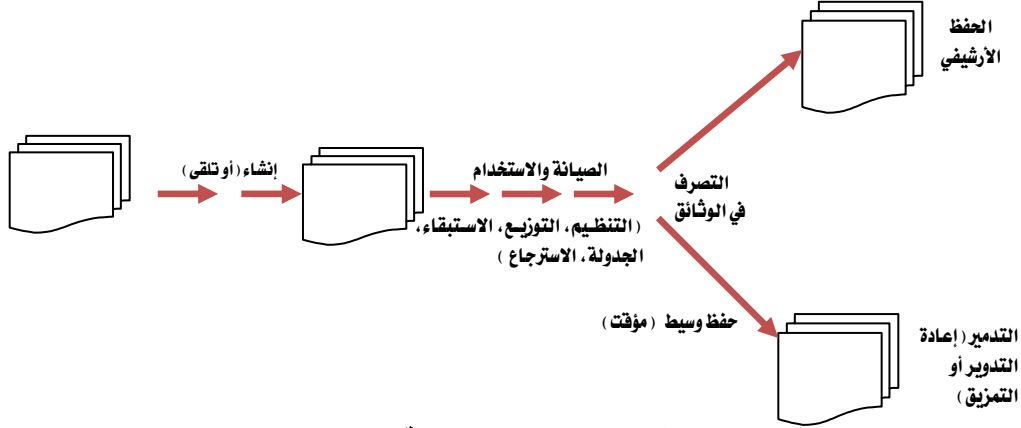 الحفظ
الأرشيفي
إنشاء (أو تلقى)
الصيانة والاستخدام
(التنظيم، التوزيع، الاستبقاء،
الجدولة، الاسترجاع)
التصرف
في الوثائق
حفظ وسيط (مؤقت)
التدمير (إعادة
التدوير أو
التمزيق)